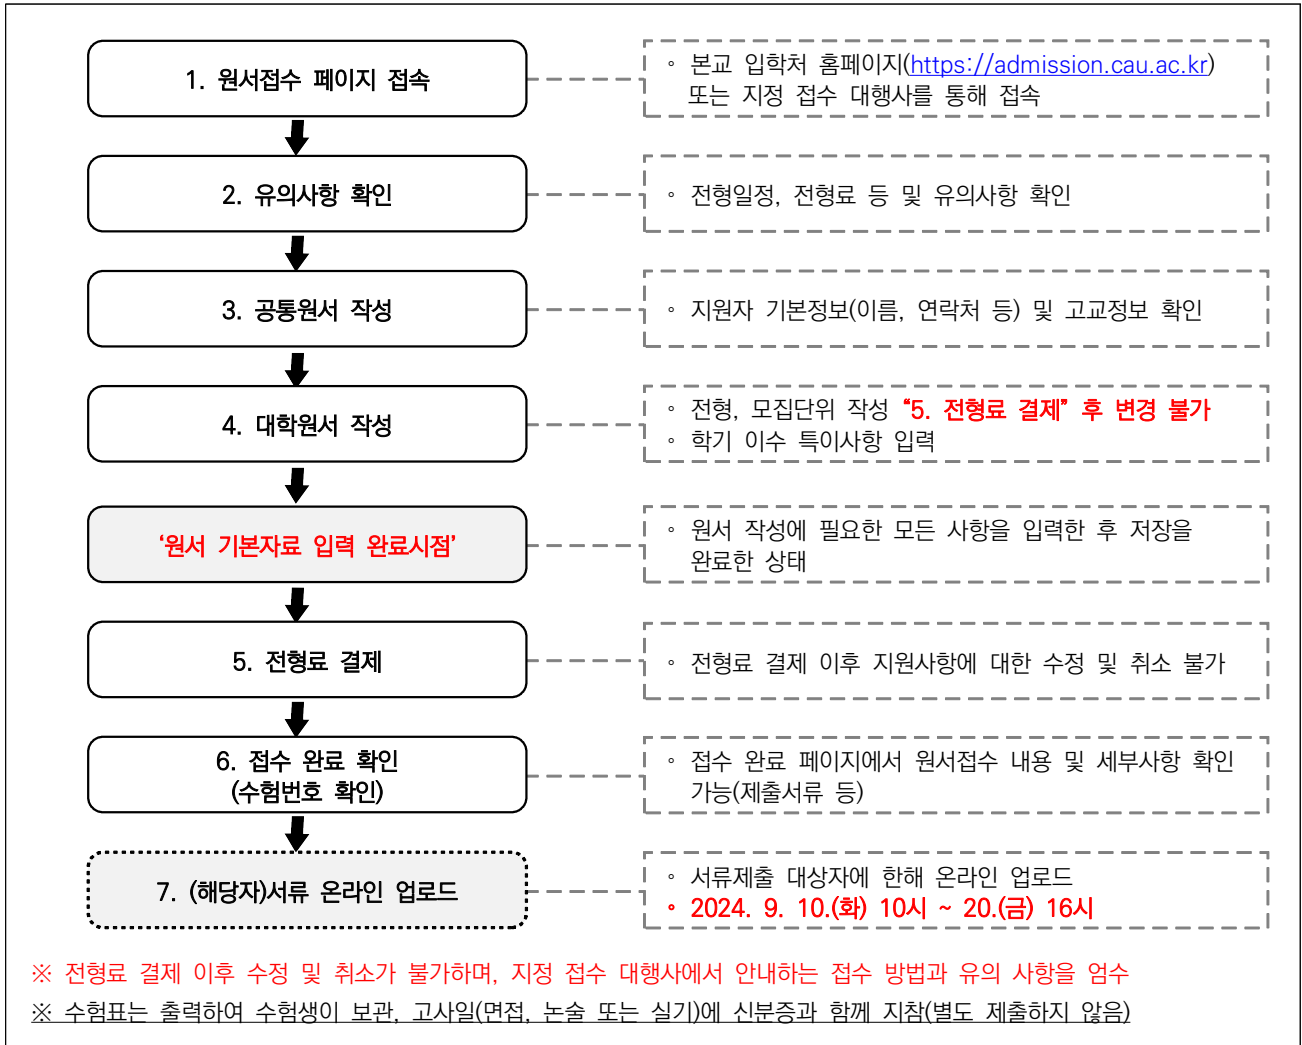 1. 원서접수 페이지 접속
◦ 본교 입학처 홈페이지(https://admission.cau.ac.kr)
또는 지정 접수 대행사를 통해 접속
2. 유의사항 확인
◦ 전형일정, 전형료 등 및 유의사항 확인
3. 공통원서 작성
◦ 지원자 기본정보(이름, 연락처 등) 및 고교정보 확인
4. 대학원서 작성
◦ 전형, 모집단위 작성 “5. 전형료 결제” 후 변경 불가
◦ 학기 이수 특이사항 입력
‘원서 기본자료 입력 완료시점’
◦ 원서 작성에 필요한 모든 사항을 입력한 후 저장을
완료한 상태
5. 전형료 결제
◦ 전형료 결제 이후 지원사항에 대한 수정 및 취소 불가
6. 접수 완료 확인
(수험번호 확인)
◦ 접수 완료 페이지에서 원서접수 내용 및 세부사항 확인
가능(제출서류 등)
7. (해당자)서류 온라인 업로드
◦ 서류제출 대상자에 한해 온라인 업로드
◦ 2024. 9. 10.(화) 10시 ~ 20.(금) 16시
※ 전형료 결제 이후 수정 및 취소가 불가하며, 지정 접수 대행사에서 안내하는 접수 방법과 유의 사항을 엄수
※ 수험표는 출력하여 수험생이 보관, 고사일(면접, 논술 또는 실기)에 신분증과 함께 지참(별도 제출하지 않음)